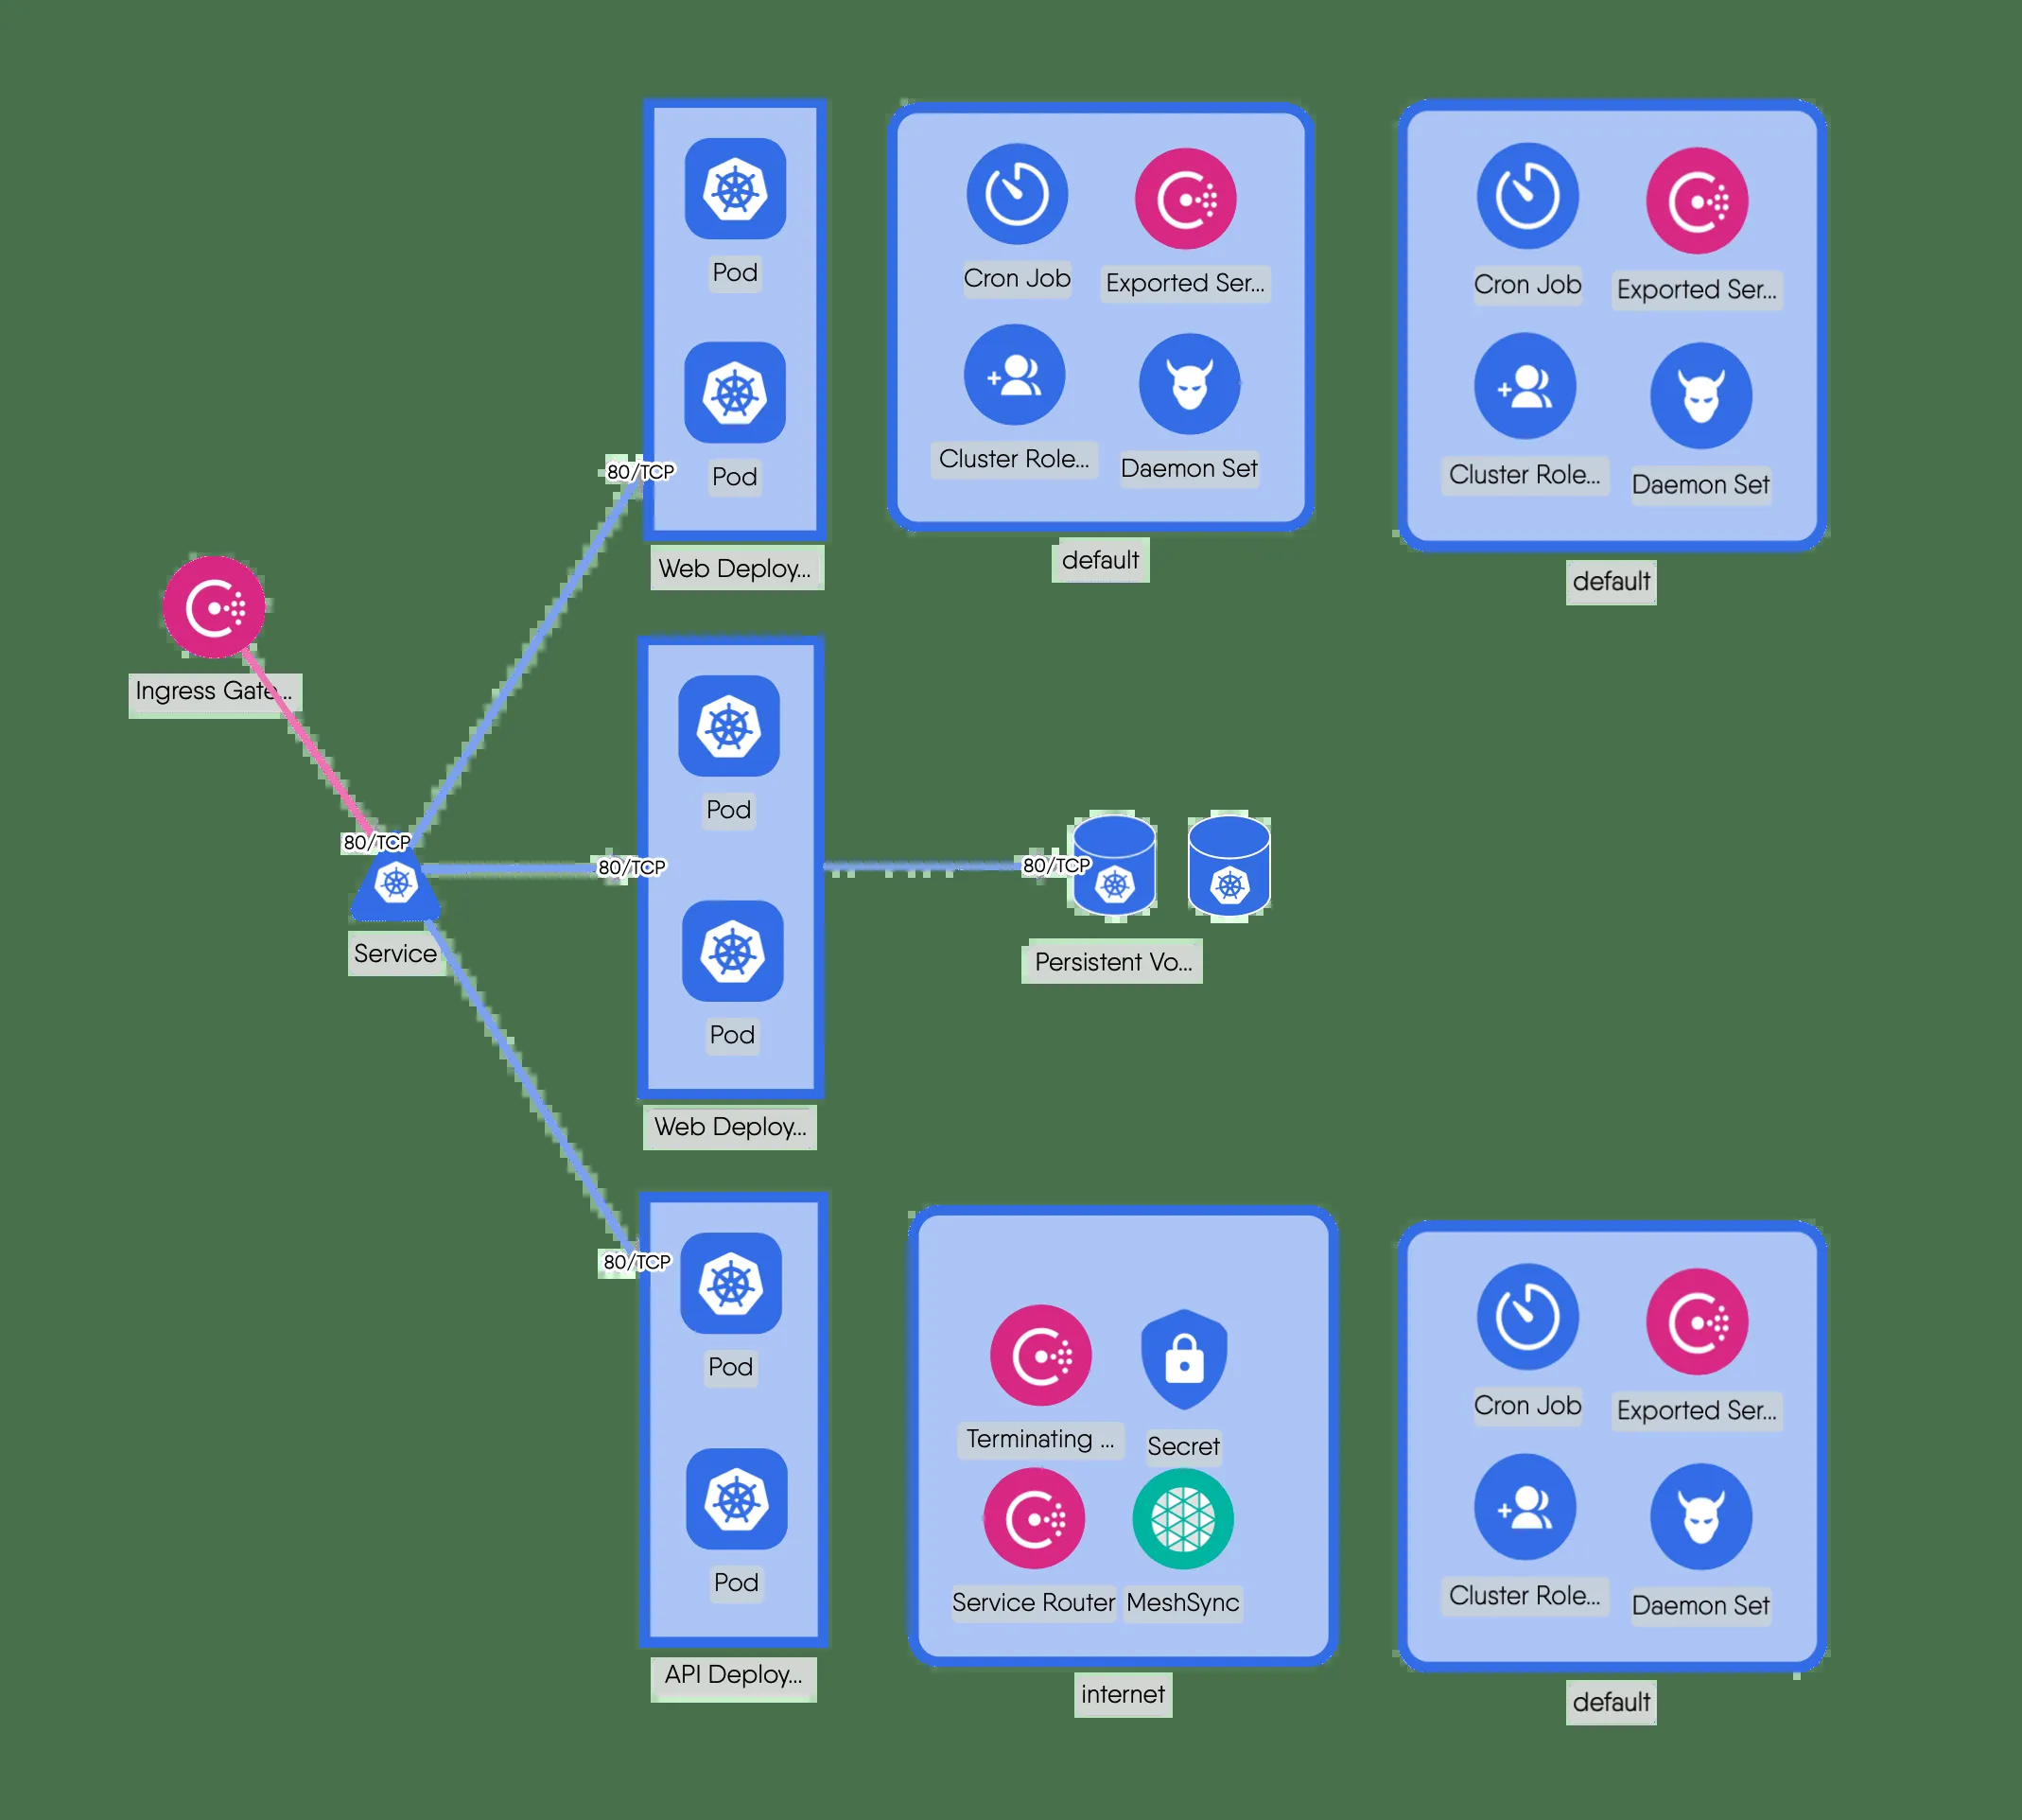 Pod
Pod
80/TCP
Web Deploy...
Cron Job
Exported Ser...
Cluster Role...
Daemon Set
default
Cron Job
Exported Ser...
Cluster Role...
Daemon Set
default
Ingress Gate...
80/TCP
Service
Pod
80/TCP
Pod
Web Deploy...
80/TCP
Persistent Vo...
80/TCP
Pod
Pod
API Deploy...
Terminating ...
Secret
Service Router
MeshSync
internet
Cron Job
Exported Ser...
Cluster Role...
Daemon Set
default